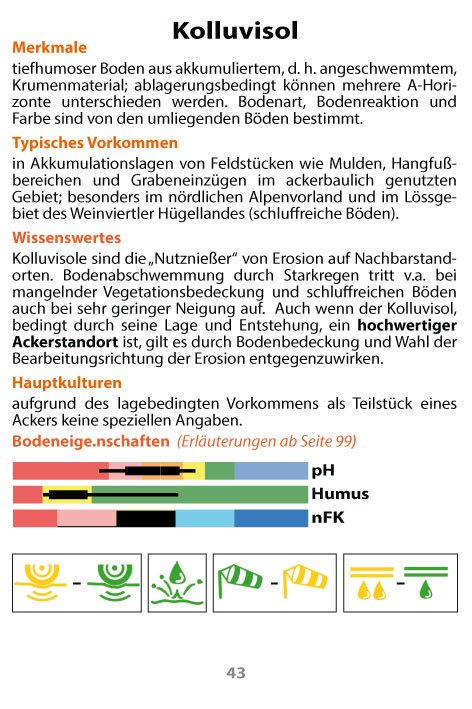 Kolluvisol
Merkmale
tiefhumoser Boden aus akkumuliertem, d. h. angeschwemmtem,
Krumenmaterial; ablagerungsbedingt können mehrere A-Hori-
zonte unterschieden werden. Bodenart, Bodenreaktion und
Farbe sind von den umliegenden Böden bestimmt.
Typisches Vorkommen
in Akkumulationslagen von Feldstücken wie Mulden, Hangfuß-
bereichen und Grabeneinzügen im ackerbaulich genutzten
Gebiet; besonders im nördlichen Alpenvorland und im Lössge-
biet des Weinviertler Hügellandes (schluffreiche Böden).
Wissenswertes
Kolluvisole sind die „Nutznießer“ von Erosion auf Nachbarstand-
orten. Bodenabschwemmung durch Starkregen tritt v.a. bei
mangelnder Vegetationsbedeckung und schluffreichen Böden
auch bei sehr geringer Neigung auf. Auch wenn der Kolluvisol,
bedingt durch seine Lage und Entstehung, ein hochwertiger
Ackerstandort ist, gilt es durch Bodenbedeckung und Wahl der
Bearbeitungsrichtung der Erosion entgegenzuwirken.
Hauptkulturen
aufgrund des lagebedingten Vorkommens als Teilstück eines
Ackers keine speziellen Angaben.
Bodeneige.nschaften (Erläuterungen ab Seite 99)
pH
Humus
nFK
43